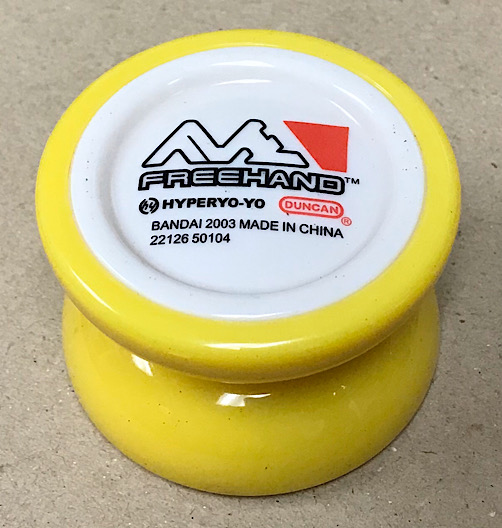 FREEHAND™
HYPERYO-YO DUNCAN®
BANDAI 2003 MADE IN CHINA
22126 50104